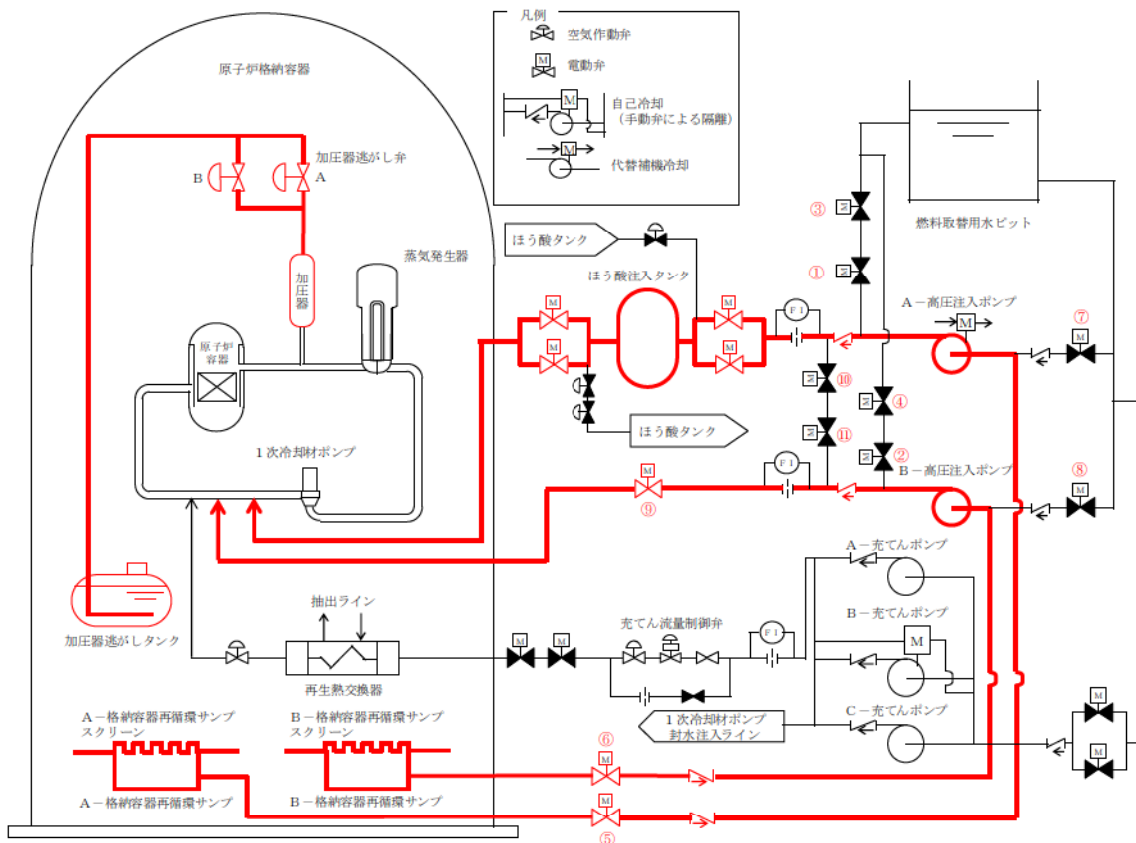 凡例
空気作動弁
M
電動弁
M
自己冷却
(手動弁による隔離)
M
代替補機冷却
原子炉格納容器
加圧器逃がし弁
B
A
加圧器
蒸気発生器
原子炉
容器
1次冷却材ポンプ
加圧器逃がしタンク
ほう酸タンク
ほう酸注入タンク
M
M
M
M
FI
ほう酸タンク
M
③
M
①
燃料取替用水ピット
A-高圧注入ポンプ
M
M
⑦
M
⑩
M
④
M
⑪
M
②
FI
B-高圧注入ポンプ
M
⑧
M
⑨
抽出ライン
再生熱交換器
M
M
充てん流量制御弁
FI
A-充てんポンプ
B-充てんポンプ
M
C-充てんポンプ
1次冷却材ポンプ
封水注入ライン
M
M
A-格納容器再循環サンプ
スクリーン
B-格納容器再循環サンプ
スクリーン
A-格納容器再循環サンプ
B-格納容器再循環サンプ
⑥
M
M
⑤